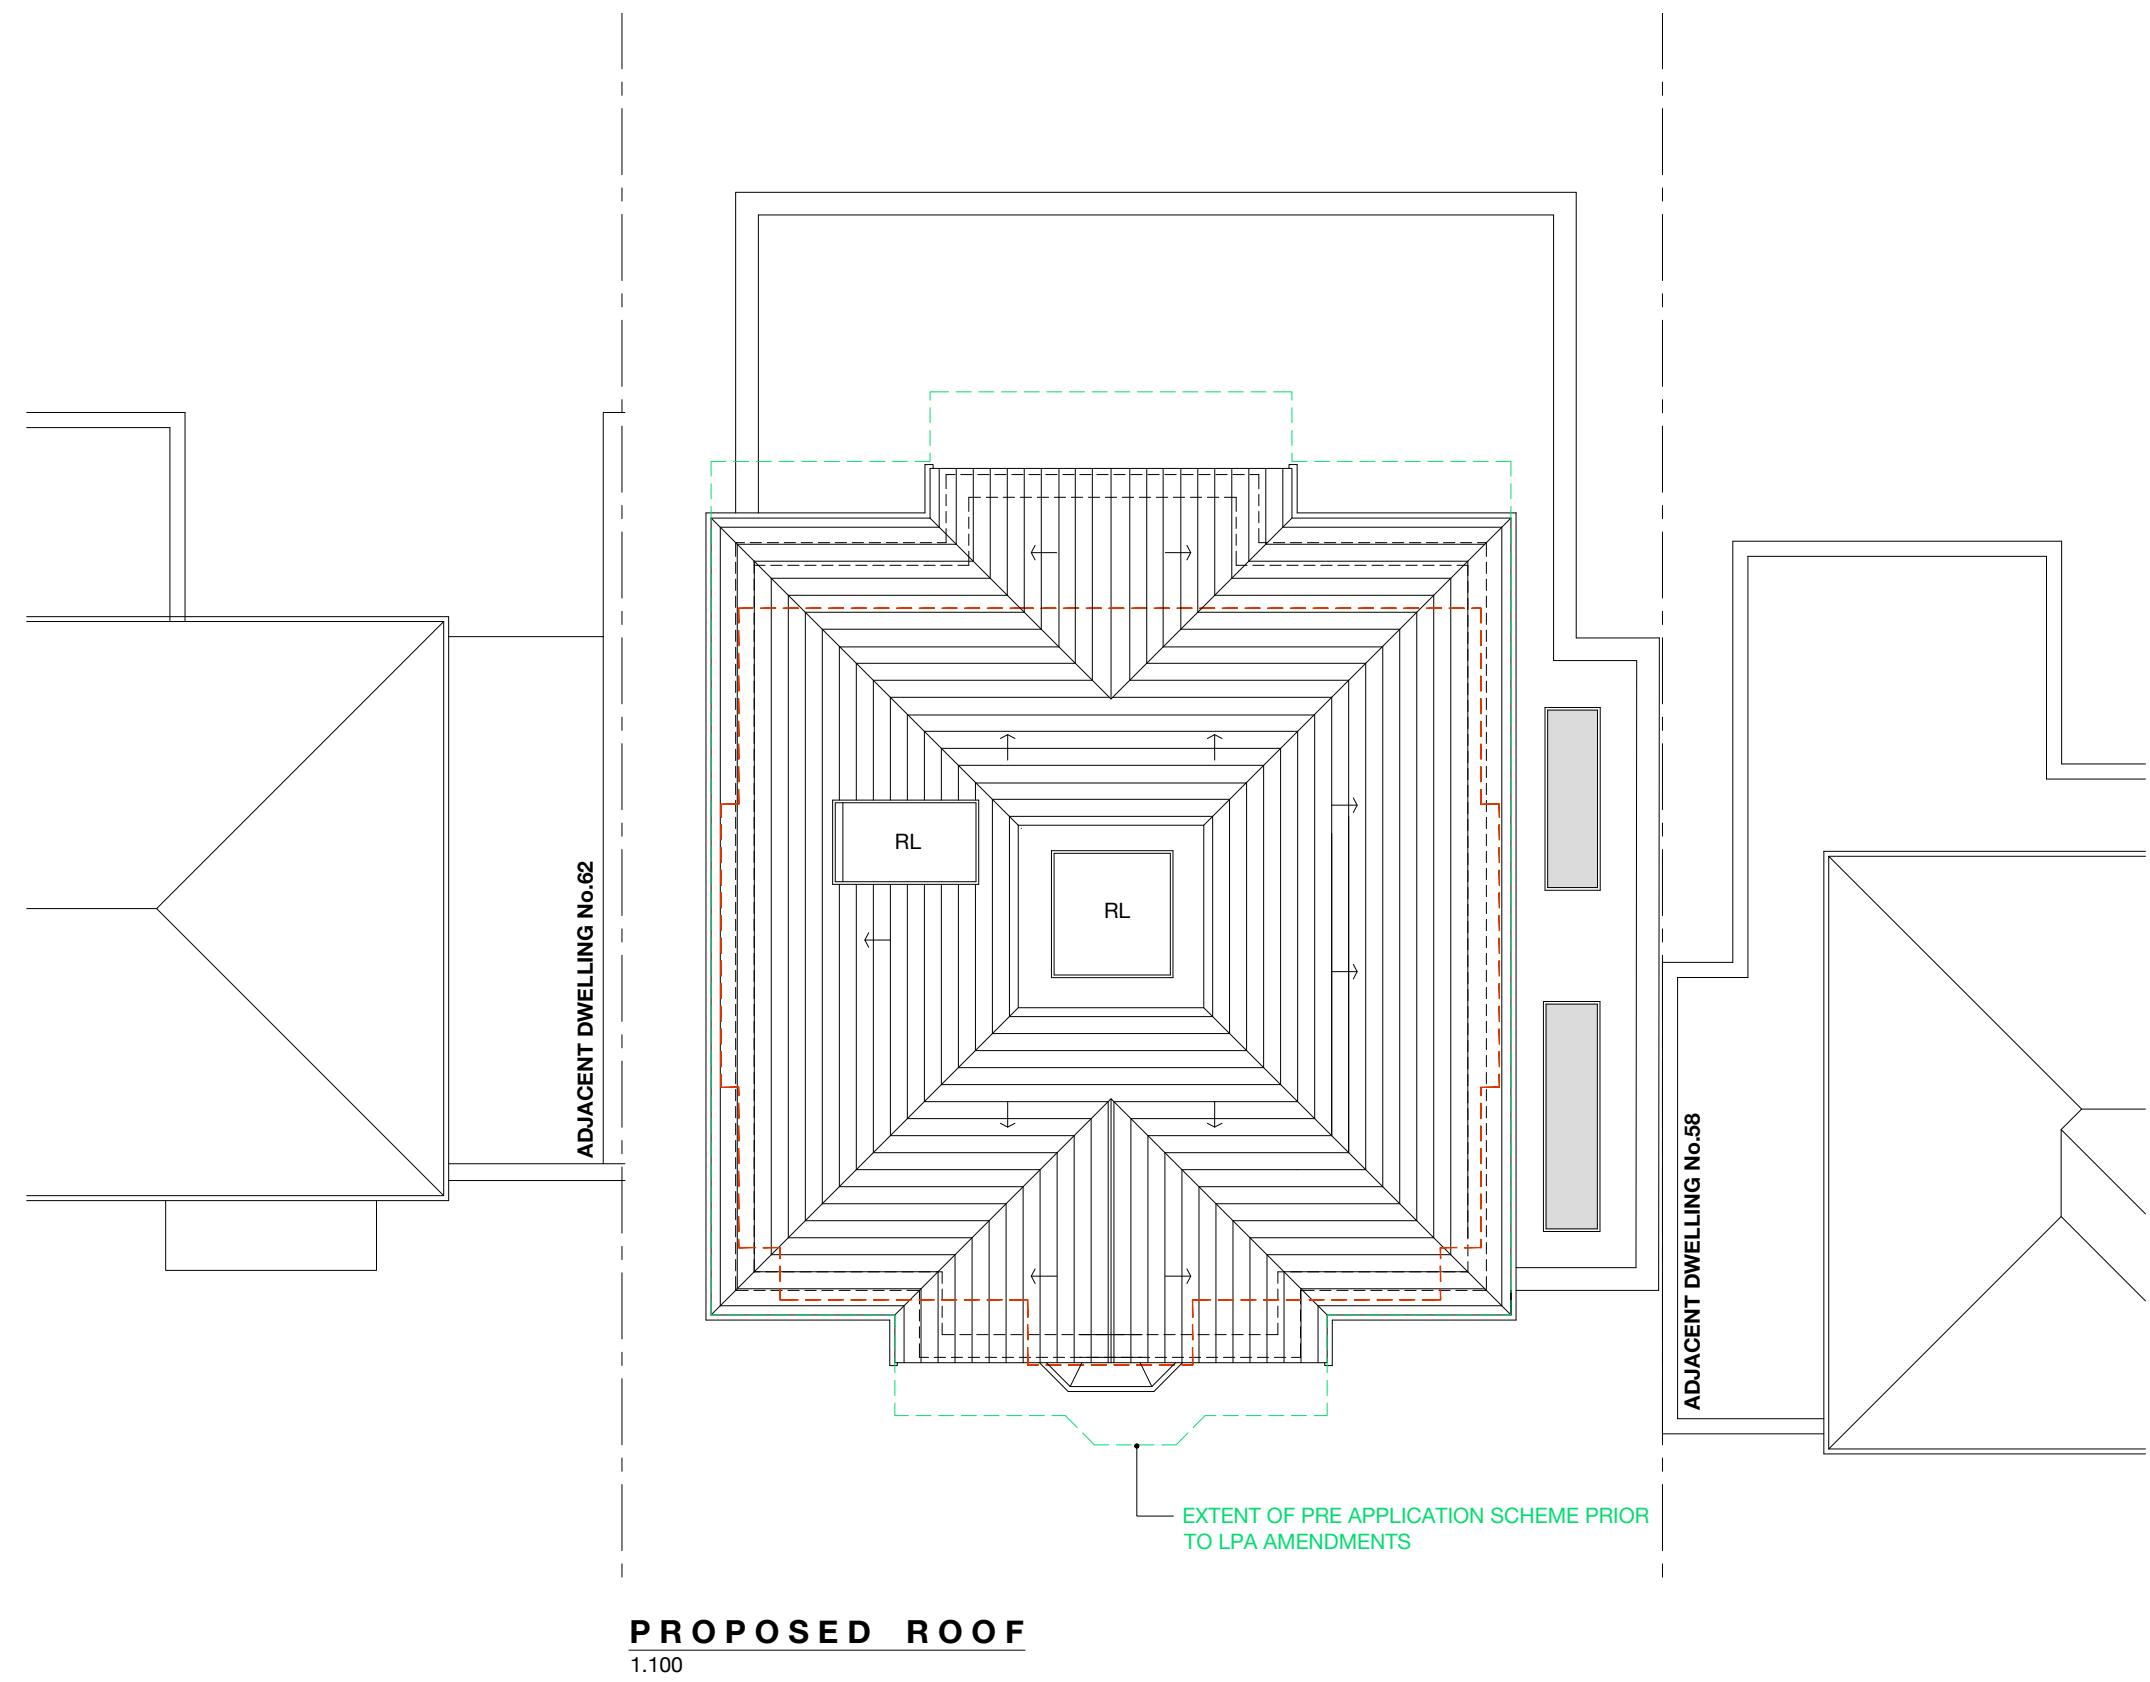 RL
RL
ADJACENT DWELLING No.62
ADJACENT DWELLING No.58
EXTENT OF PRE APPLICATION SCHEME PRIOR
TO LPA AMENDMENTS
PROPOSED ROOF
1.100